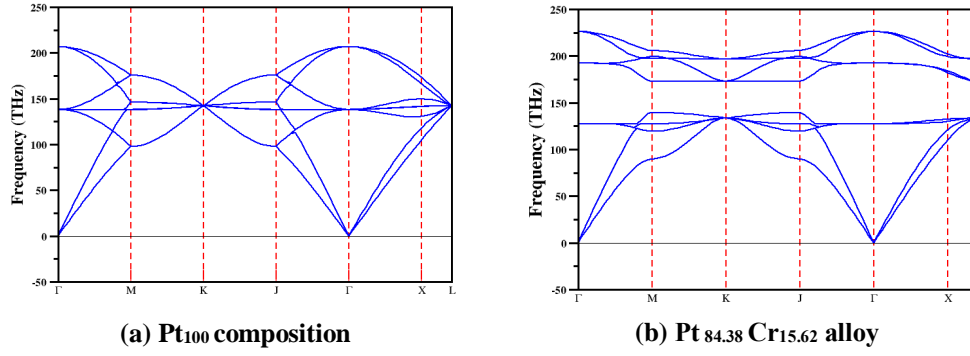 250
200
150
100
50
0
-50
Frequency (THz)
Γ M K J Γ X L
(a) Pt100 composition
250
200
150
100
50
0
-50
Frequency (THz)
Γ M K J Γ X
(b) Pt 84.38 Cr15.62 alloy